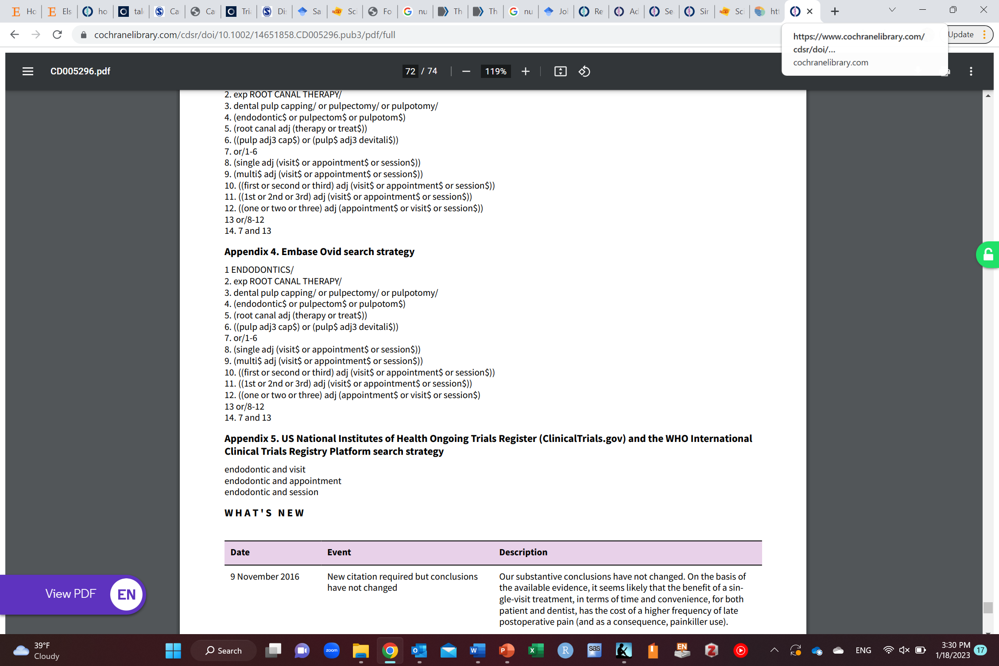 Ho
Els
ho
tal
Ca
Ca
Tri
Di
Sa
Sci
Fo
nu
Th
Th
nu
Jol
Re
Ad
Se
Sir
Sci
htt
cochranelibrary.com/cdsr/doi/10.1002/14651858.CD005296.pub3/pdf/full
Update
https://www.cochranelibrary.com/
cdsr/doi/...
cochranelibrary.com
CD005296.pdf
72 / 74
119%
2. exp ROOT CANAL THERAPY/
3. dental pulp capping/ or pulpectomy/ or pulpotomy/
4. (endodontic$ or pulpectom$ or pulpotom$)
5. (root canal adj (therapy or treat$))
6. ((pulp adj3 cap$) or (pulp$ adj3 devitali$))
7. or/1-6
8. (single adj (visit$ or appointment$ or session$))
9. (multi$ adj (visit$ or appointment$ or session$))
10. ((first or second or third) adj (visit$ or appointment$ or session$))
11. ((1st or 2nd or 3rd) adj (visit$ or appointment$ or session$))
12. ((one or two or three) adj (appointment$ or visit$ or session$))
13 or/8-12
14. 7 and 13
Appendix 4. Embase Ovid search strategy
1 ENDODONTICS/
2. exp ROOT CANAL THERAPY/
3. dental pulp capping/ or pulpectomy/ or pulpotomy/
4. (endodontic$ or pulpectom$ or pulpotom$)
5. (root canal adj (therapy or treat$))
6. ((pulp adj3 cap$) or (pulp$ adj3 devitali$))
7. or/1-6
8. (single adj (visit$ or appointment$ or session$))
9. (multi$ adj (visit$ or appointment$ or session$))
10. ((first or second or third) adj (visit$ or appointment$ or session$))
11. ((1st or 2nd or 3rd) adj (visit$ or appointment$ or session$))
12. ((one or two or three) adj (appointment$ or visit$ or session$)
13 or/8-12
14. 7 and 13
Appendix 5. US National Institutes of Health Ongoing Trials Register (ClinicalTrials.gov) and the WHO International
Clinical Trials Registry Platform search strategy
endodontic and visit
endodontic and appointment
endodontic and session
WHAT'S NEW
Date Event Description
9 November 2016
New citation required but conclusions
have not changed
Our substantive conclusions have not changed. On the basis of
the available evidence, it seems likely that the benefit of a sin-
gle-visit treatment, in terms of time and convenience, for both
patient and dentist, has the cost of a higher frequency of late
postoperative pain (and as a consequence, painkiller use).
View PDF EN
39°F
Cloudy
Search
zoom
EN
ENG
3:30 PM
1/18/2023
17